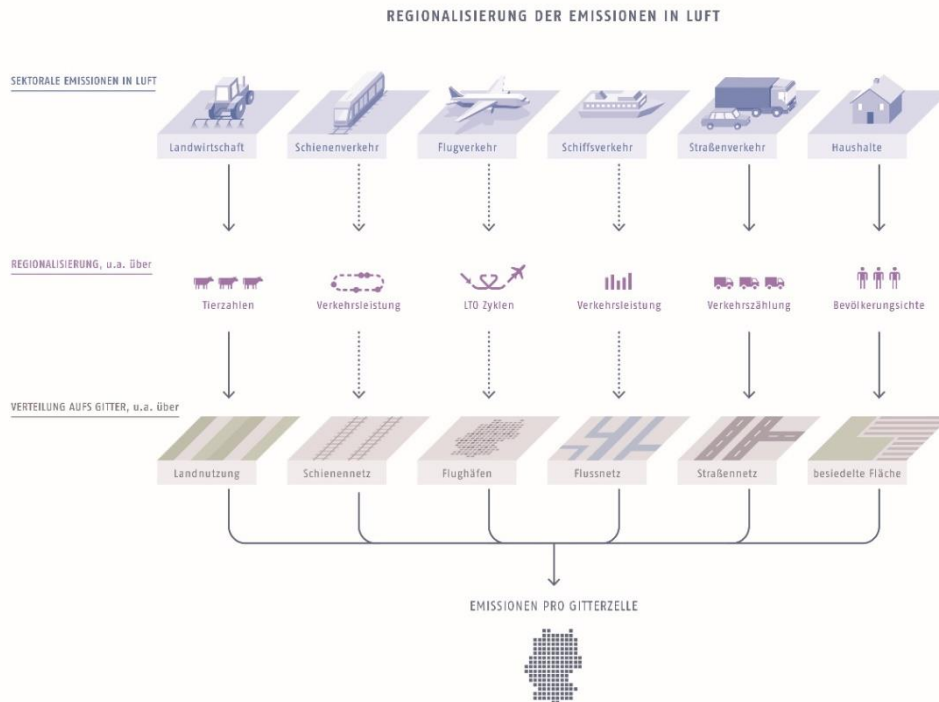 REGIONALISIERUNG DER EMISSIONEN IN LUFT
SEKTORALE EMISSIONEN IN LUFT
Landwirtschaft
Schienenverkehr
Flugverkehr
Schiffsverkehr
Straßenverkehr
Haushalte
REGIONALISIERUNG, u.a. über
Tierzahlen
Verkehrsleistung
LTO Zyklen
Verkehrsleistung
Verkehrszählung
Bevölkerungsichte
VERTEILUNG AUFS GITTER, u.a. über
Landnutzung
Schienennetz
Flughäfen
Flussnetz
Straßennetz
besiedelte Fläche
EMISSIONEN PRO GITTERZELLE